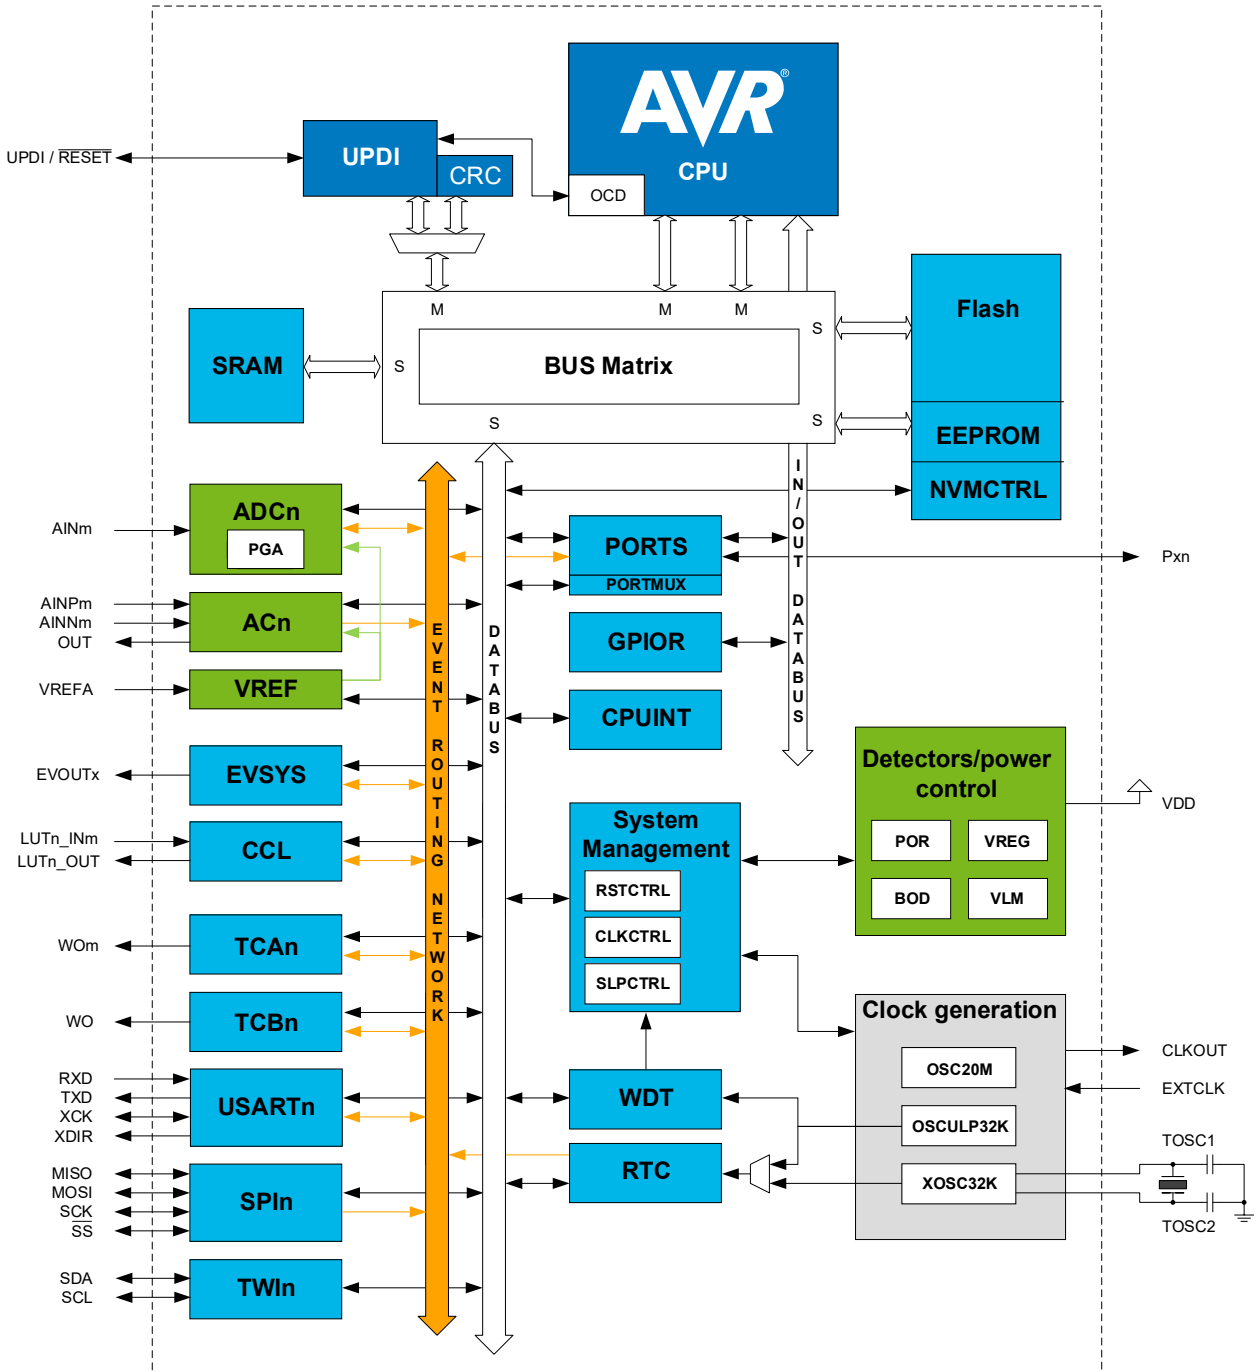 AVR®
CPU
OCD
UPDI / RESET
UPDI
CRC
M
M
M
S
S
S
S
BUS Matrix
SRAM
Flash
EEPROM
NVMCTRL
AINm
ADCn
PGA
AINPm
AINNm
OUT
ACn
VREFA
VREF
EVOUTx
EVSYS
LUTn_INm
LUTn_OUT
CCL
WOm
TCAn
WO
TCBn
RXD
TXD
XCK
XDIR
USARTn
MISO
MOSI
SCK
SS
SPIn
SDA
SCL
TWIn
EVENT ROUTING NETWORK
DATABUS
IN/OUT DATABUS
PORTS
PORTMUX
GPIOR
CPUINT
Pxn
System
Management
RSTCTRL
CLKCTRL
SLPCTRL
WDT
RTC
Detectors/power
control
POR
VREG
BOD
VLM
VDD
Clock generation
OSC20M
OSCULP32K
XOSC32K
CLKOUT
EXTCLK
TOSC1
TOSC2